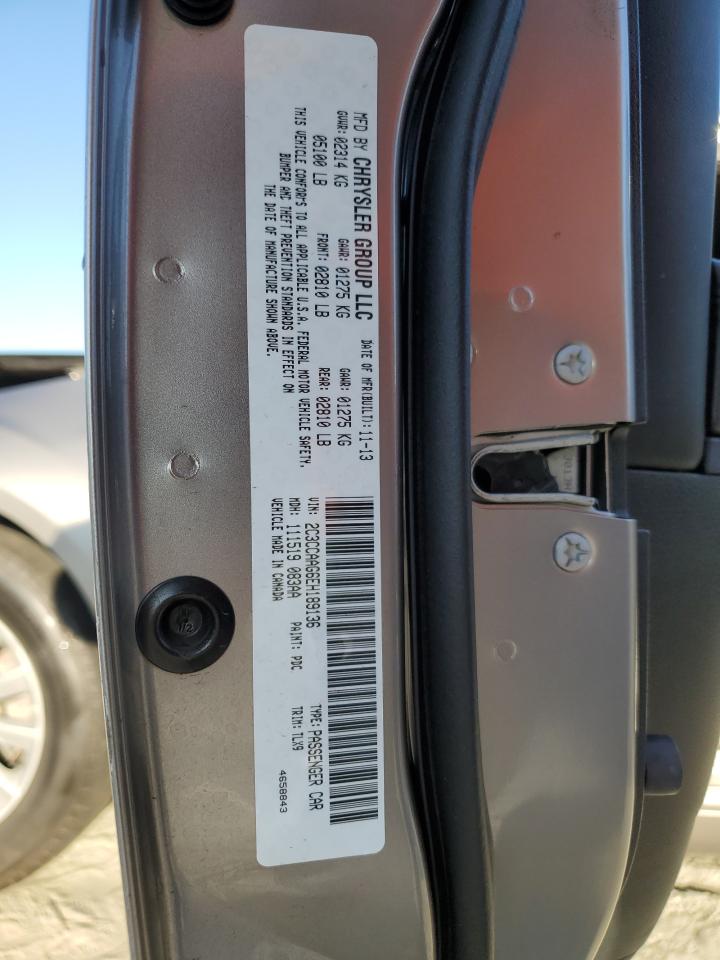 MFD BY CHRYSLER GROUP LLC DATE OF MFR(BUILT): 11-13
GVWR: 02314 KG GAWR: 01275 KG GAWR: 01275 KG
05100 LB FRONT: 02810 LB REAR: 02810 LB
THIS VEHICLE CONFORMS TO ALL APPLICABLE U.S.A. FEDERAL MOTOR VEHICLE SAFETY,
BUMPER AND THEFT PREVENTION STANDARDS IN EFFECT ON
THE DATE OF MANUFACTURE SHOWN ABOVE.
VIN: 2C3CCAAG6EH189136 TYPE: PASSENGER CAR
MDH: 111519 083AA PAINT: PDC TRIM: TLX9
VEHICLE MADE IN CANADA 4658843